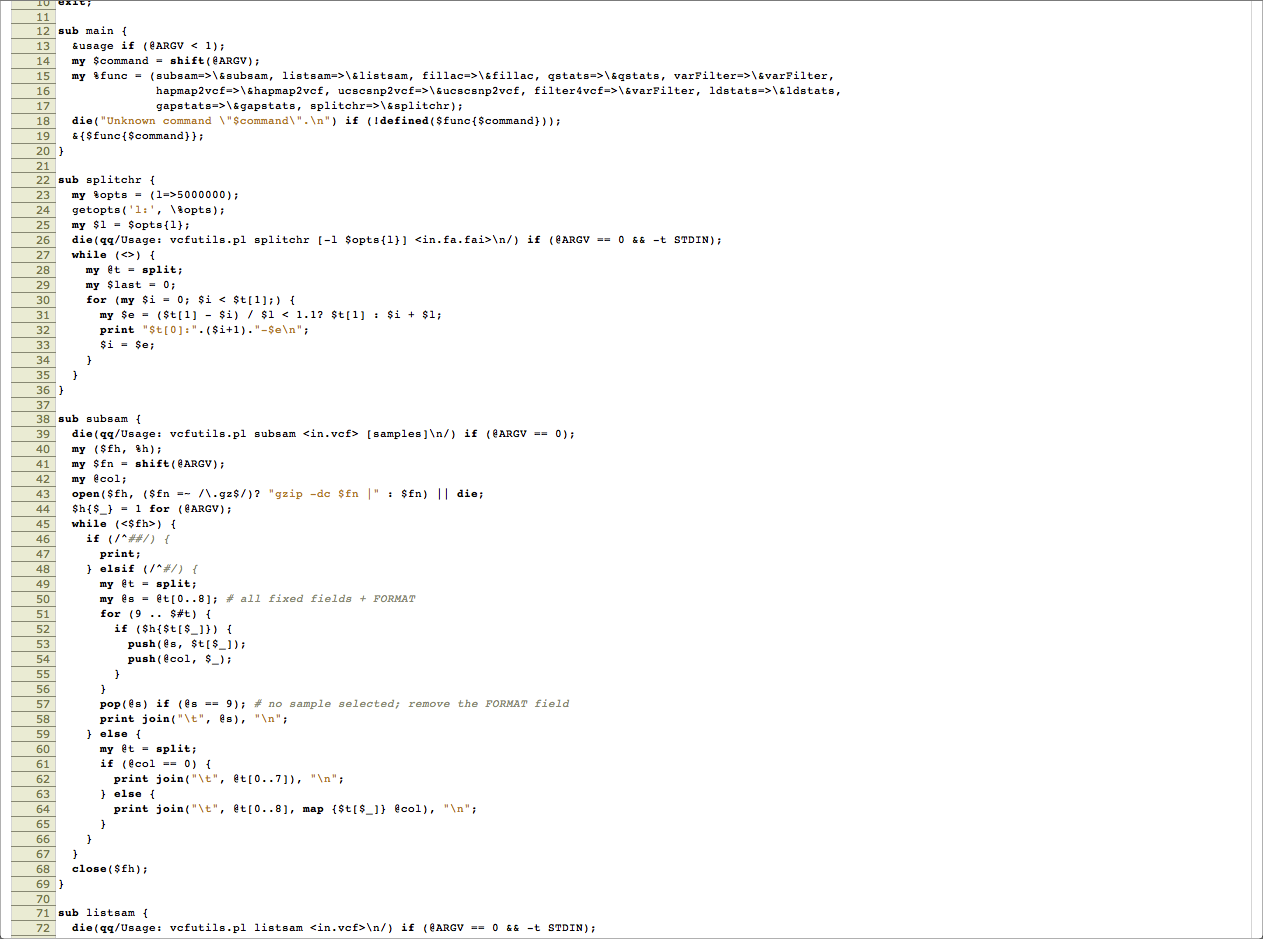 10 exit;
11
12 sub main {
13   &usage if (@ARGV < 1);
14   my $command = shift(@ARGV);
15   my %func = (subsam=>\&subsam, listsam=>\&listsam, fillac=>\&fillac, qstats=>\&qstats, varFilter=>\&varFilter,
16               hapmap2vcf=>\&hapmap2vcf, ucscsnp2vcf=>\&ucscsnp2vcf, filter4vcf=>\&varFilter, ldstats=>\&ldstats,
17               gapstats=>\&gapstats, splitchr=>\&splitchr);
18   die("Unknown command \"$command\".\n") if (!defined($func{$command}));
19   &{$func{$command}};
20 }
21
22 sub splitchr {
23   my %opts = (l=>5000000);
24   getopts('l:', \%opts);
25   my $l = $opts{l};
26   die(qq/Usage: vcfutils.pl splitchr [-l $opts{l}] <in.fa.fai>\n/) if (@ARGV == 0 && -t STDIN);
27   while (<>) {
28     my @t = split;
29     my $last = 0;
30     for (my $i = 0; $i < $t[1];) {
31       my $e = ($t[1] - $i) / $l < 1.1? $t[1] : $i + $l;
32       print "$t[0]:".($i+1)."-$e\n";
33       $i = $e;
34     }
35   }
36 }
37
38 sub subsam {
39   die(qq/Usage: vcfutils.pl subsam <in.vcf> [samples]\n/) if (@ARGV == 0);
40   my ($fh, %h);
41   my $fn = shift(@ARGV);
42   my @col;
43   open($fh, ($fn =~ /\.gz$/)? "gzip -dc $fn |" : $fn) || die;
44   $h{$_} = 1 for (@ARGV);
45   while (<$fh>) {
46     if (/^##/) {
47       print;
48     } elsif (/^#/) {
49       my @t = split;
50       my @s = @t[0..8]; # all fixed fields + FORMAT
51       for (9 .. $#t) {
52         if ($h{$t[$_]}) {
53           push(@s, $t[$_]);
54           push(@col, $_);
55         }
56       }
57       pop(@s) if (@s == 9); # no sample selected; remove the FORMAT field
58       print join("\t", @s), "\n";
59     } else {
60       my @t = split;
61       if (@col == 0) {
62         print join("\t", @t[0..7]), "\n";
63       } else {
64         print join("\t", @t[0..8], map {$t[$_]} @col), "\n";
65       }
66     }
67   }
68   close($fh);
69 }
70
71 sub listsam {
72   die(qq/Usage: vcfutils.pl listsam <in.vcf>\n/) if (@ARGV == 0 && -t STDIN);